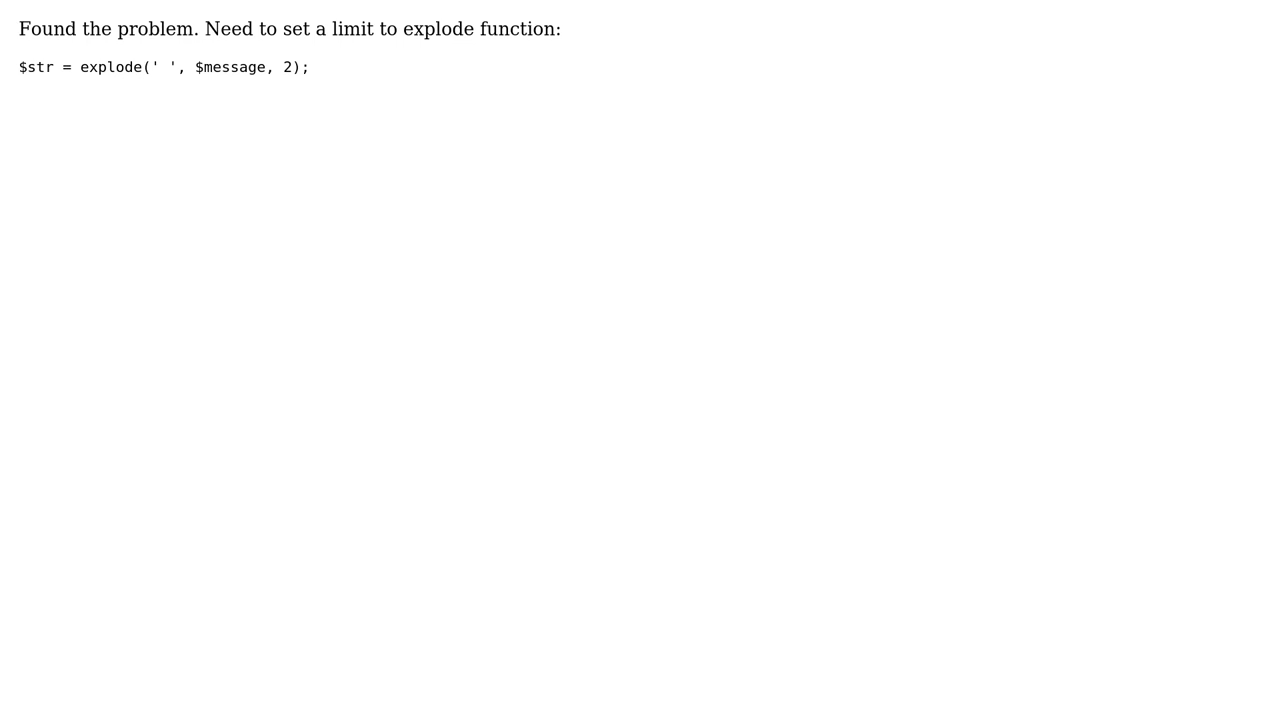 Found the problem. Need to set a limit to explode function:
$str = explode(' ', $message, 2);